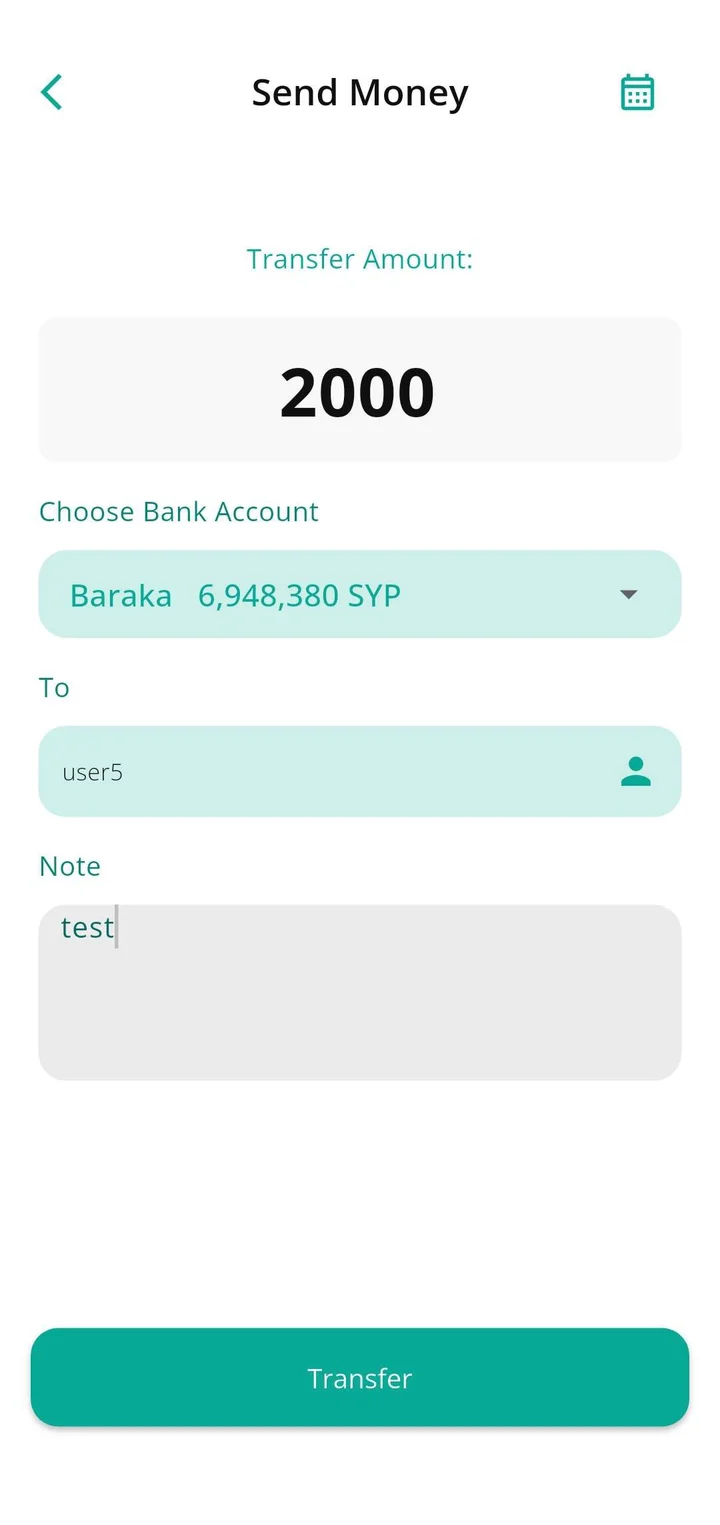 Send Money
Transfer Amount:
2000
Choose Bank Account
Baraka 6,948,380 SYP
To
user5
Note
test
Transfer